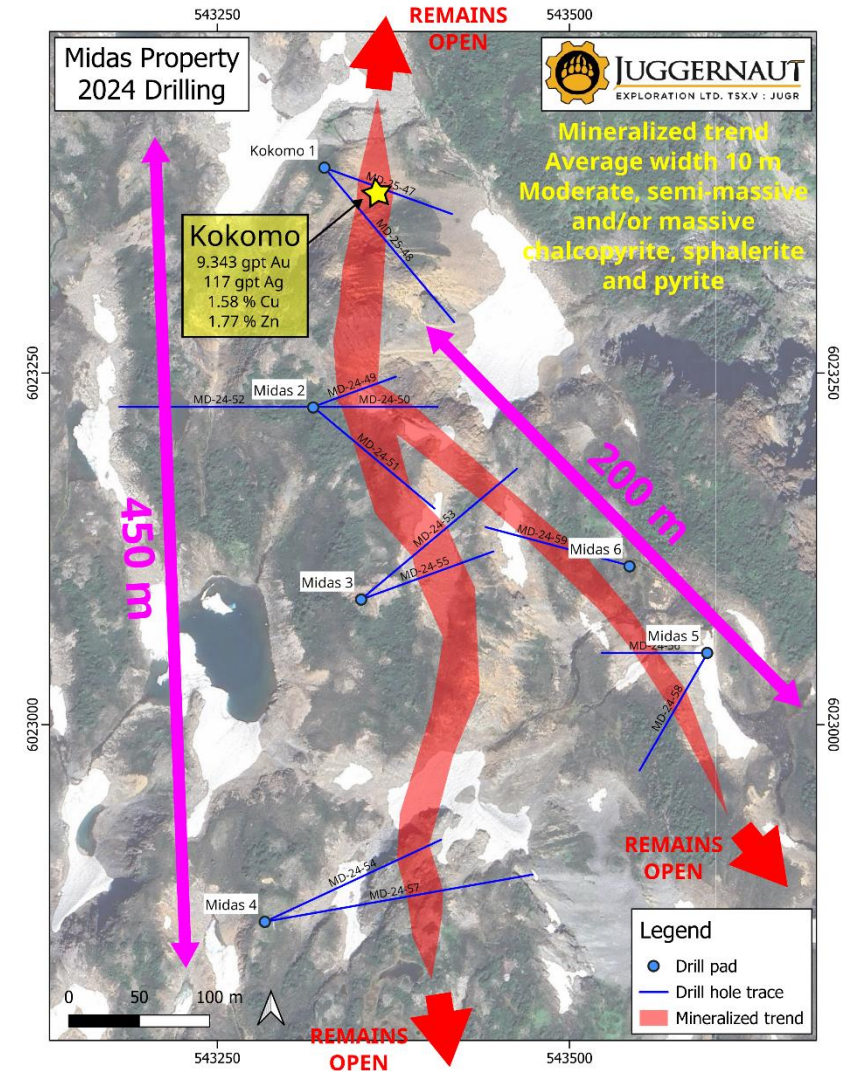 543250
543500
REMAINS
OPEN
Midas Property
2024 Drilling
JUGGERNAUT
EXPLORATION LTD. TSX.V : JUGR
Mineralized trend
Average width 10 m
Moderate, semi-massive
and/or massive
chalcopyrite, sphalerite
and pyrite
Kokomo 1
MD-25-47
MD-25-48
Kokomo
9.343 gpt Au
117 gpt Ag
1.58 % Cu
1.77 % Zn
6023250
6023250
Midas 2
MD-24-49
MD-24-52
MD-24-50
MD-24-51
200 m
450 m
MD-24-53
MD-24-59
Midas 6
MD-24-55
Midas 3
Midas 5
MD-24-56
MD-24-58
6023000
6023000
REMAINS
OPEN
MD-24-54
MD-24-57
Midas 4
Legend
Drill pad
Drill hole trace
Mineralized trend
0 50 100 m
REMAINS
OPEN
543250
543500